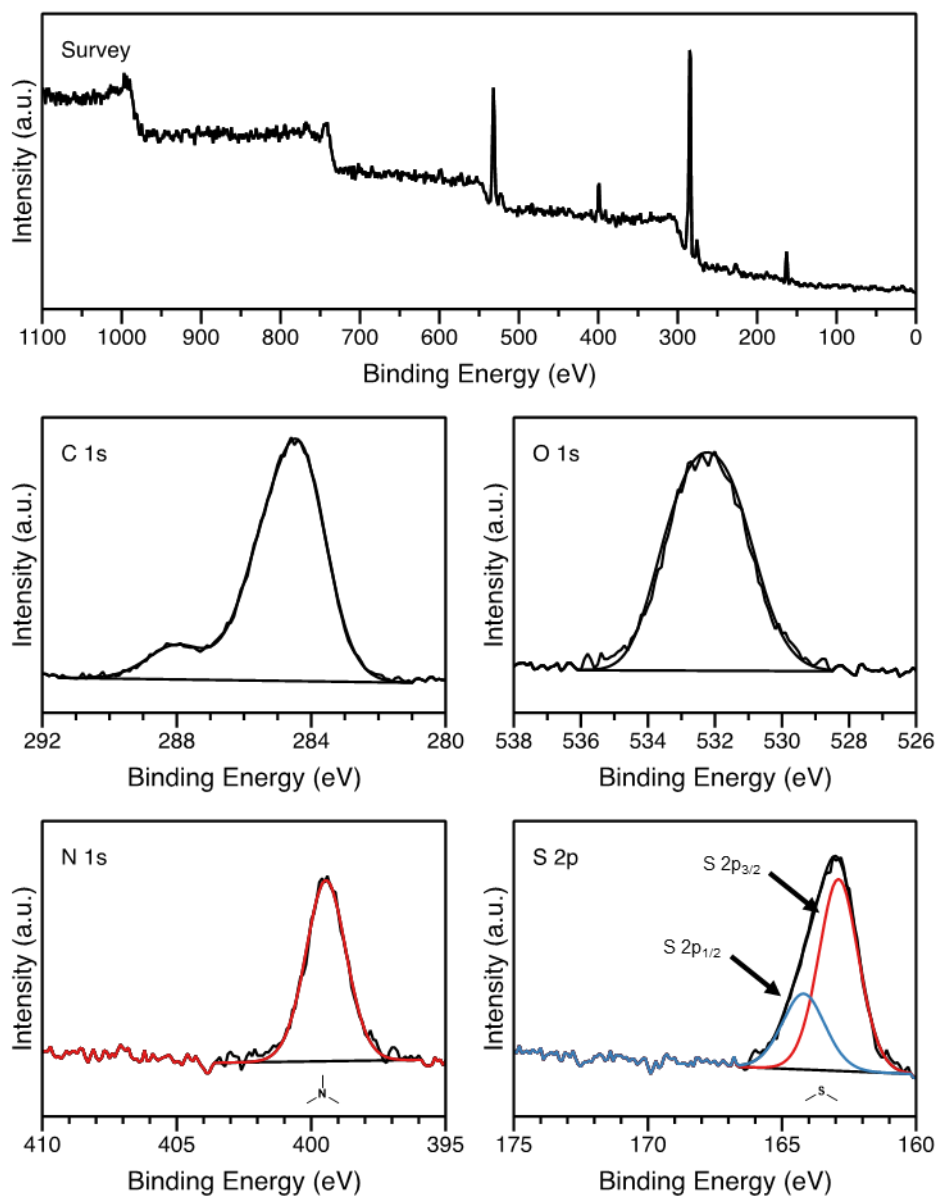 Survey
Intensity (a.u.)
1100 1000 900 800 700 600 500 400 300 200 100 0
Binding Energy (eV)
C 1s
Intensity (a.u.)
292 288 284 280
Binding Energy (eV)
O 1s
Intensity (a.u.)
538 536 534 532 530 528 526
Binding Energy (eV)
N 1s
Intensity (a.u.)
N
410 405 400 395
Binding Energy (eV)
S 2p
S 2p3/2
S 2p1/2
Intensity (a.u.)
S
175 170 165 160
Binding Energy (eV)